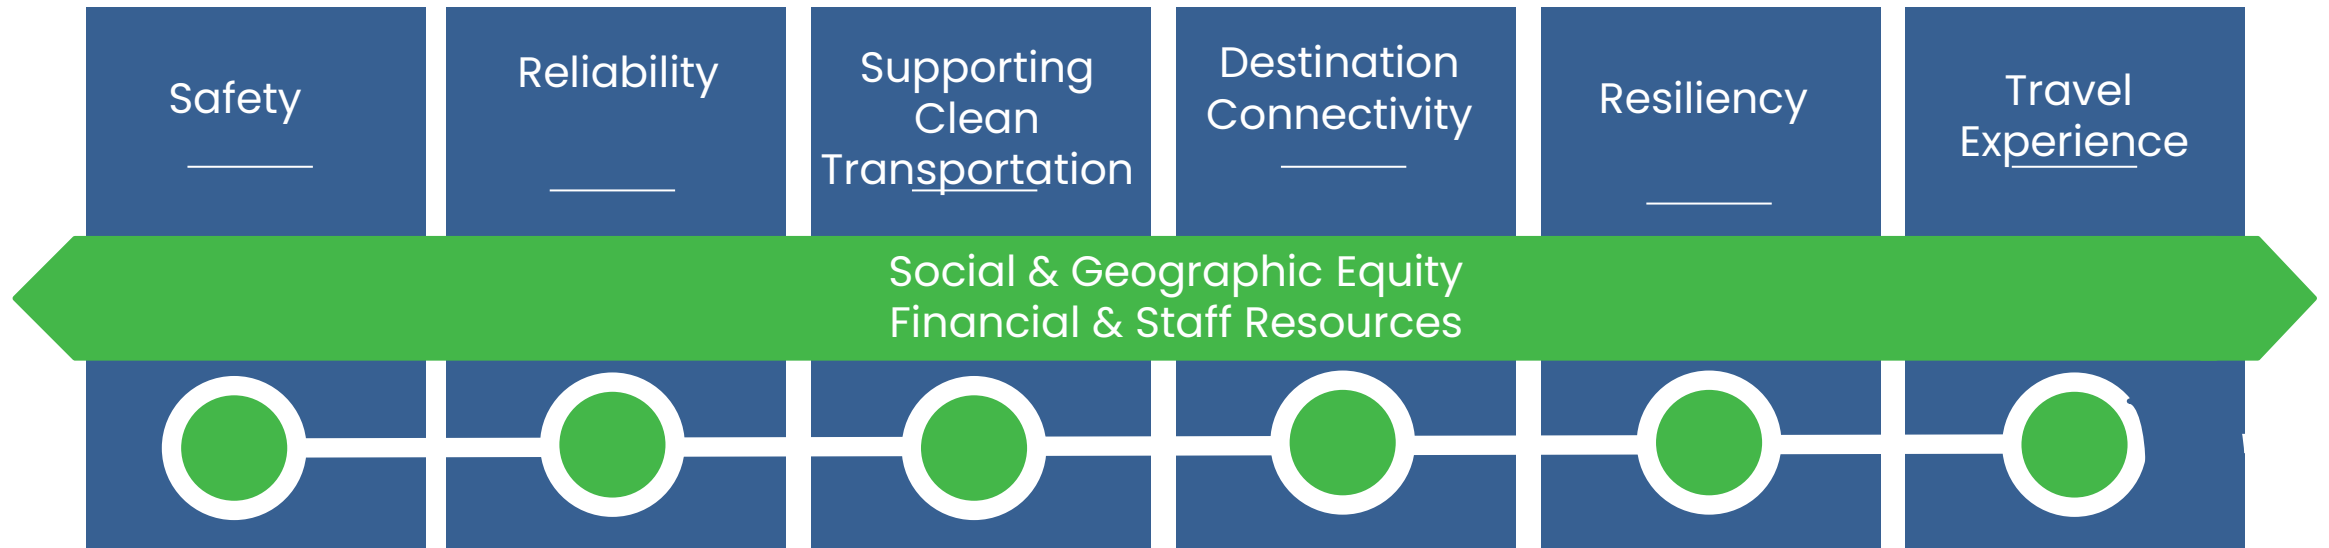 Safety
Reliability
Supporting
Clean
Transportation
Destination
Connectivity
Resiliency
Travel
Experience
Social & Geographic Equity
Financial & Staff Resources